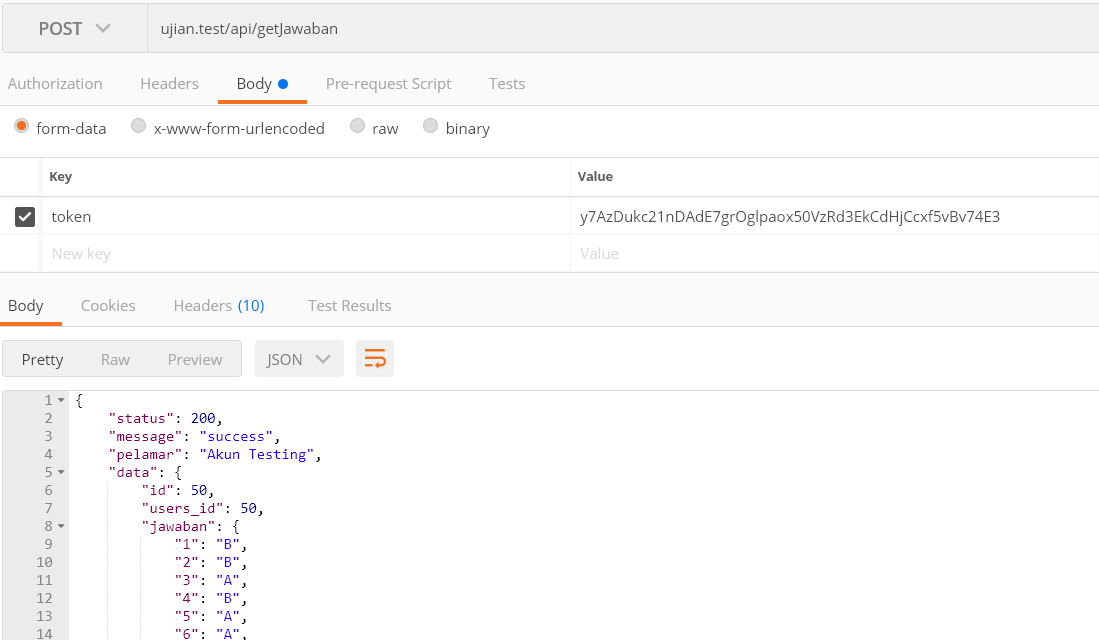 POST ujian.test/api/getJawaban
Authorization Headers Body Pre-request Script Tests
form-data x-www-form-urlencoded raw binary
Key Value
token y7AzDukc21nDAdE7grOglpaox50VzRd3EkCdHjCcxf5vBv74E3
New key Value
Body Cookies Headers (10) Test Results
Pretty Raw Preview JSON
1 {
2 "status": 200,
3 "message": "success",
4 "pelamar": "Akun Testing",
5 "data": {
6 "id": 50,
7 "users_id": 50,
8 "jawaban": {
9 "1": "B",
10 "2": "B",
11 "3": "A",
12 "4": "B",
13 "5": "A",
14 "6": "A",